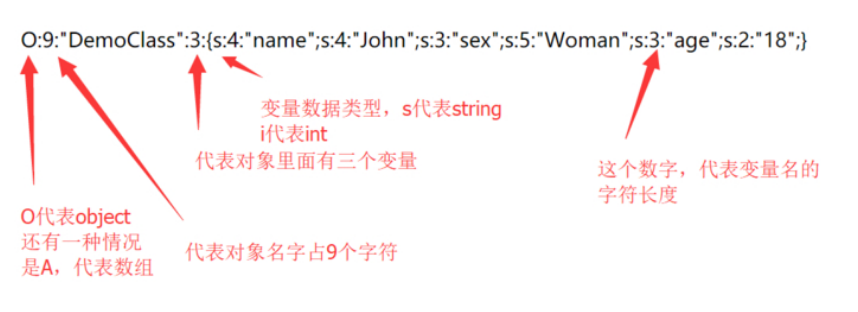 O:9:"DemoClass":3:{s:4:"name";s:4:"John";s:3:"sex";s:5:"Woman";s:3:"age";s:2:"18";}
变量数据类型，s代表string
i代表int
代表对象里面有三个变量
这个数字，代表变量名的
字符长度
O代表object
还有一种情况
是A，代表数组
代表对象名字占9个字符